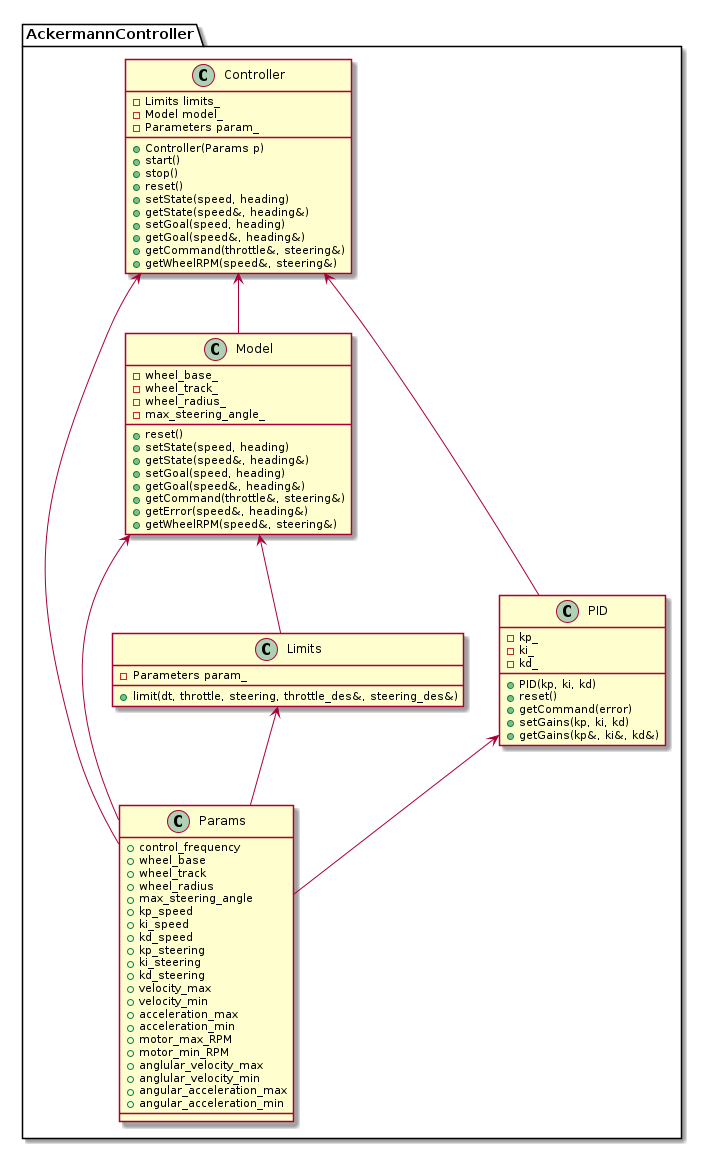 AckermannController
C Controller
Limits limits_
Model model_
Parameters param_
Controller(Params p)
start()
stop()
reset()
setState(speed, heading)
getState(speed&, heading&)
setGoal(speed, heading)
getGoal(speed&, heading&)
getCommand(throttle&, steering&)
getWheelRPM(speed&, steering&)
C Model
wheel_base_
wheel_track_
wheel_radius_
max_steering_angle_
reset()
setState(speed, heading)
getState(speed&, heading&)
setGoal(speed, heading)
getGoal(speed&, heading&)
getCommand(throttle&, steering&)
getError(speed&, heading&)
getWheelRPM(speed&, steering&)
C Limits
Parameters param_
limit(dt, throttle, steering, throttle_des&, steering_des&)
C PID
kp_
ki_
kd_
PID(kp, ki, kd)
reset()
getCommand(error)
setGains(kp, ki, kd)
getGains(kp&, ki&, kd&)
C Params
control_frequency
wheel_base
wheel_track
wheel_radius
max_steering_angle
kp_speed
ki_speed
kd_speed
kp_steering
ki_steering
kd_steering
velocity_max
velocity_min
acceleration_max
acceleration_min
motor_max_RPM
motor_min_RPM
anglular_velocity_max
anglular_velocity_min
angular_acceleration_max
angular_acceleration_min